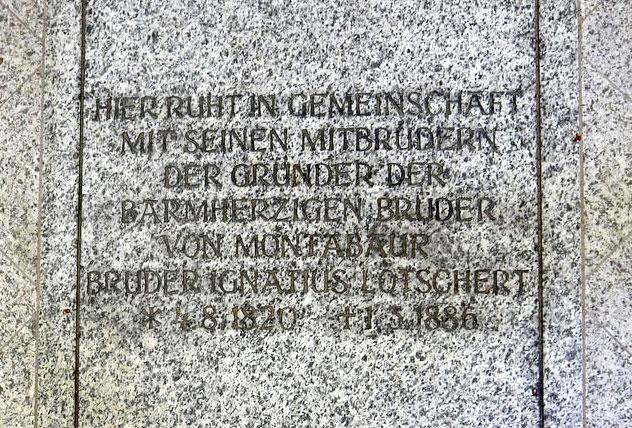 HIER RUHT IN GEMEINSCHAFT
MIT SEINEN MITBRÜDERN
DER GRÜNDER DER
BARMHERZIGEN BRÜDER
VON MONTABAUR
BRUDER IGNATIUS LÖTSCHERT
* 4.8.1820 + 1.3.1886